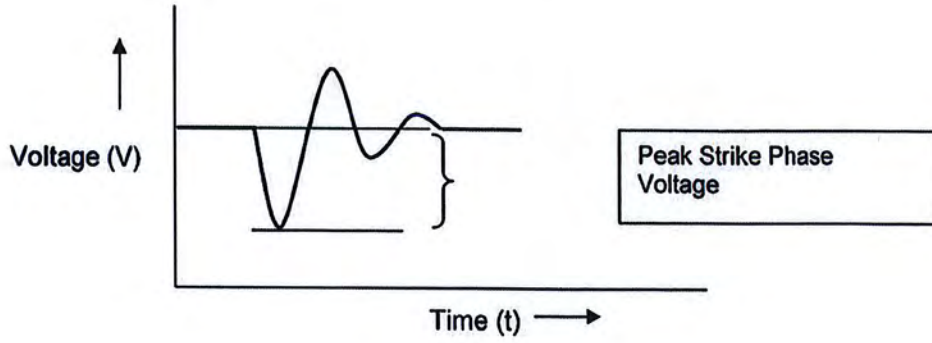 Voltage (V)
Peak Strike Phase
Voltage
Time (t)